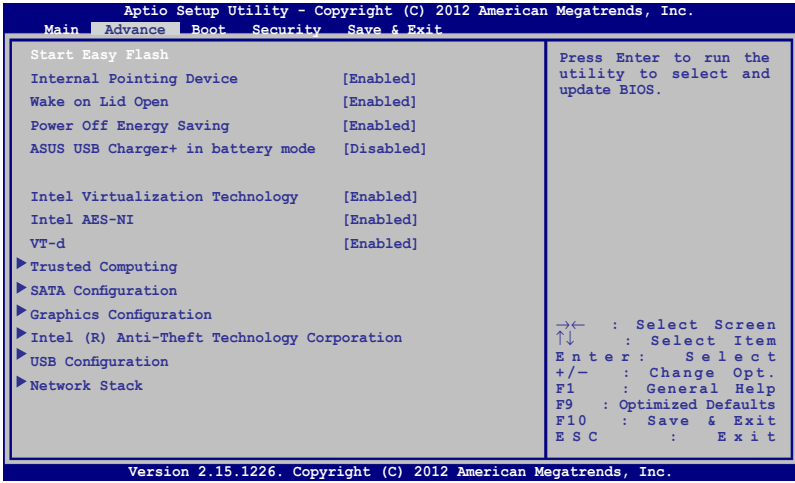 Aptio Setup Utility - Copyright (C) 2012 American Megatrends, Inc.
Main Advance Boot Security Save & Exit
Start Easy Flash
Internal Pointing Device [Enabled]
Wake on Lid Open [Enabled]
Power Off Energy Saving [Enabled]
ASUS USB Charger+ in battery mode [Disabled]
Intel Virtualization Technology [Enabled]
Intel AES-NI [Enabled]
VT-d [Enabled]
Trusted Computing
SATA Configuration
Graphics Configuration
Intel (R) Anti-Theft Technology Corporation
USB Configuration
Network Stack
Press Enter to run the
utility to select and
update BIOS.
→← : Select Screen
↑↓ : Select Item
Enter: Select
+/— : Change Opt.
F1 : General Help
F9 : Optimized Defaults
F10 : Save & Exit
ESC : Exit
Version 2.15.1226. Copyright (C) 2012 American Megatrends, Inc.